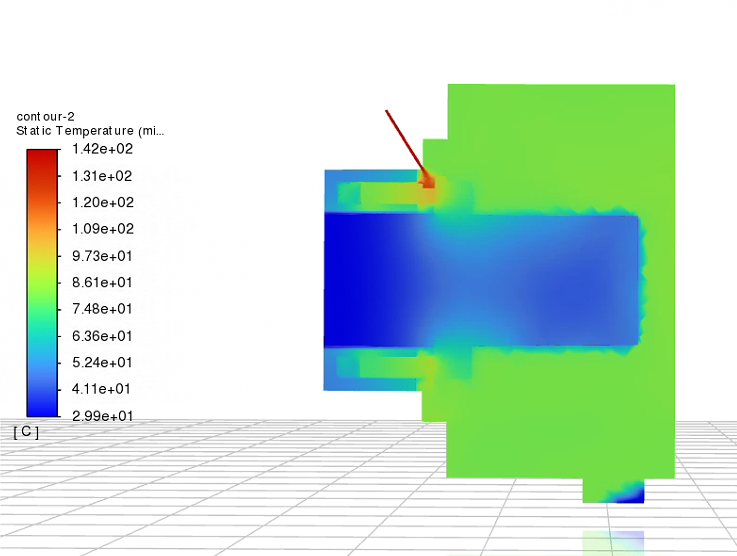 contour-2
Static Temperature (mi...
1.42e+02
1.31e+02
1.20e+02
1.09e+02
9.73e+01
8.61e+01
7.48e+01
6.36e+01
5.24e+01
4.11e+01
2.99e+01
[ C ]